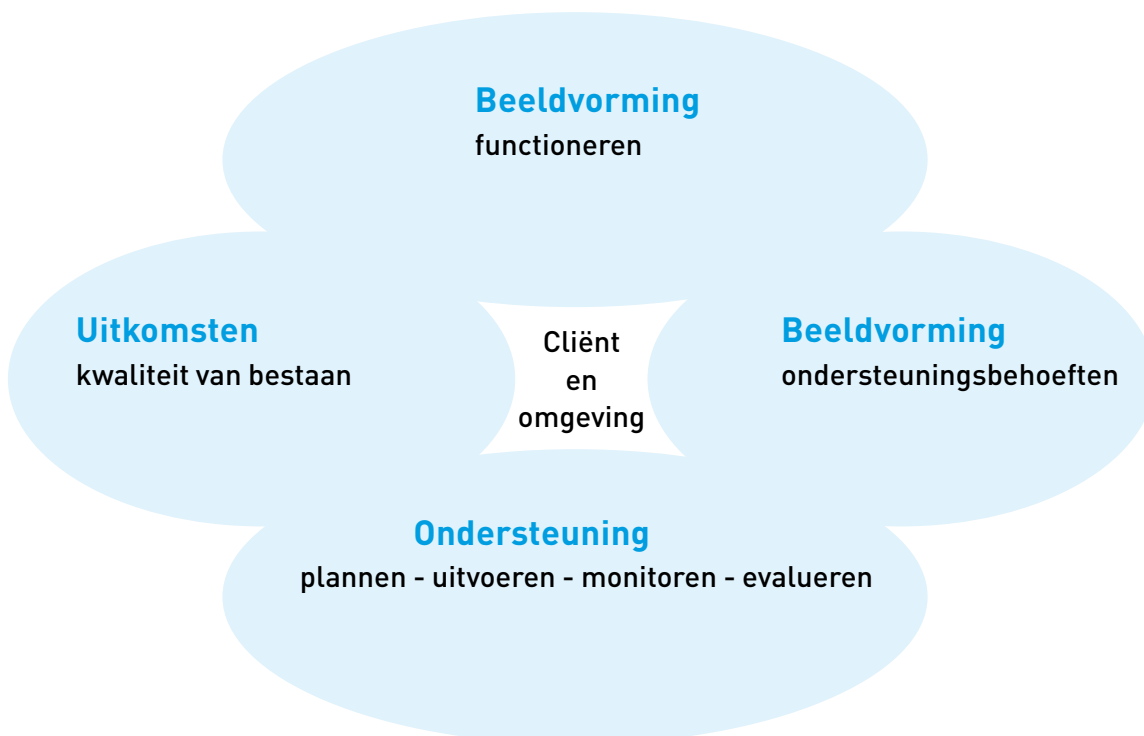 Beeldvorming
functioneren
Uitkomsten
kwaliteit van bestaan
Cliënt
en
omgeving
Beeldvorming
ondersteuningsbehoeften
Ondersteuning
plannen - uitvoeren - monitoren - evalueren